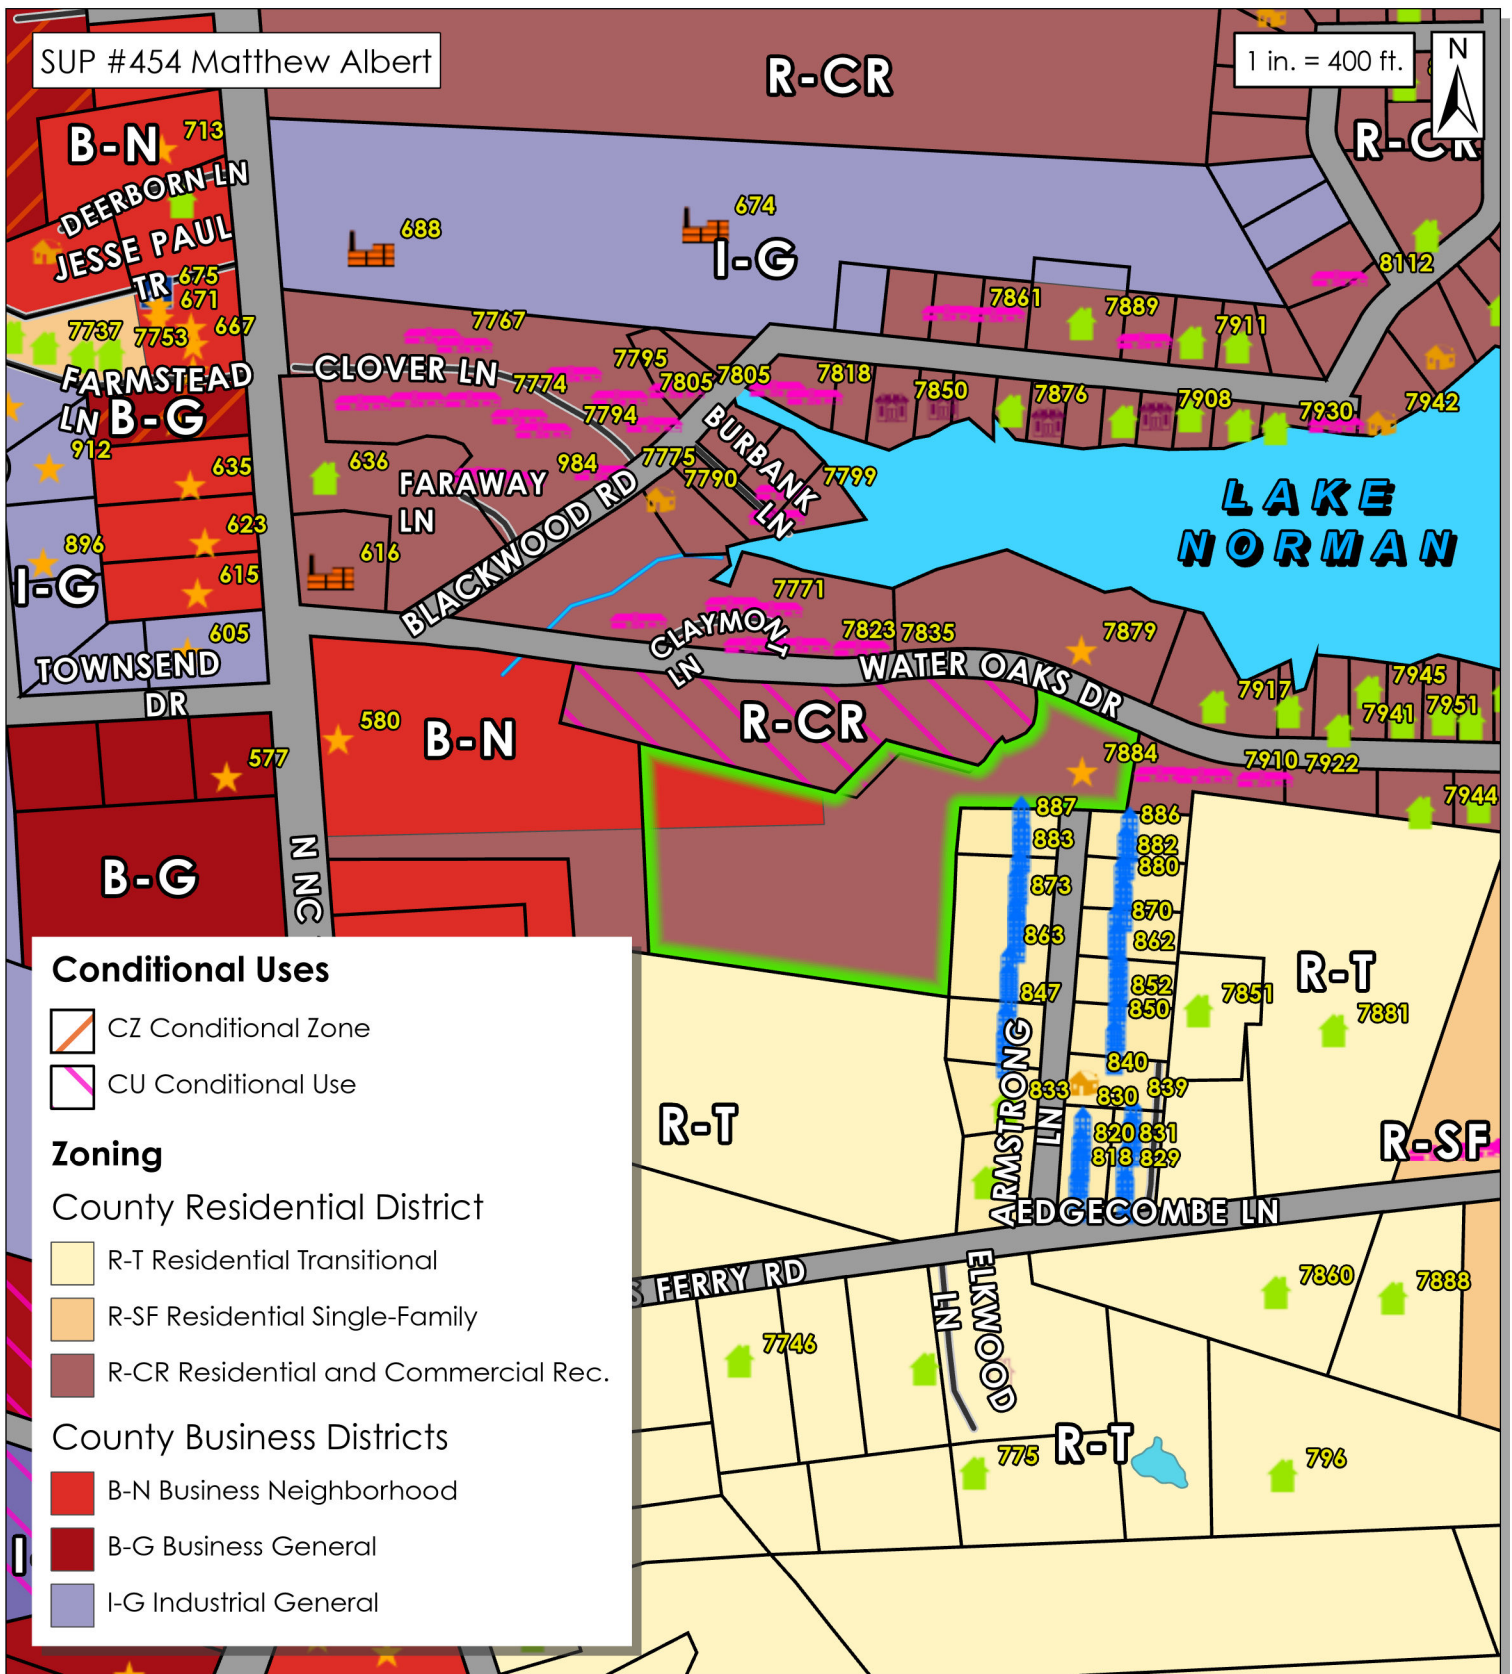 SUP #454 Matthew Albert
R-CR
1 in. = 400 ft.
N
R-CR
B-N
713
DEERBORN LN
JESSE PAUL
TR
675
671
667
688
674
I-G
8112
7737
7753
7767
7861
7889
7911
FARMSTEAD
LN
B-G
CLOVER LN
7774
7795
7805
7805
7818
7850
7876
7908
7930
7942
7794
BURBANK
LN
912
635
636
984
7775
7790
7799
FARAWAY
LN
BLACKWOOD RD
LAKE
NORMAN
896
623
616
I-G
615
605
7771
TOWNSEND
DR
CLAYMONT
LN
7823
7835
7879
WATER OAKS DR
7917
7945
7941
7951
580
B-N
R-CR
577
7884
7910
7922
7944
887
886
883
882
880
B-G
N NC
873
870
863
862
R-T
847
852
850
7851
7881
ARMSTRONG
LN
840
833
830
839
820
831
818
829
R-T
R-SF
EDGECOMBE LN
S FERRY RD
ELKWOOD
LN
7860
7888
7746
775
R-T
796
Conditional Uses
CZ Conditional Zone
CU Conditional Use
Zoning
County Residential District
R-T Residential Transitional
R-SF Residential Single-Family
R-CR Residential and Commercial Rec.
County Business Districts
B-N Business Neighborhood
B-G Business General
I-G Industrial General